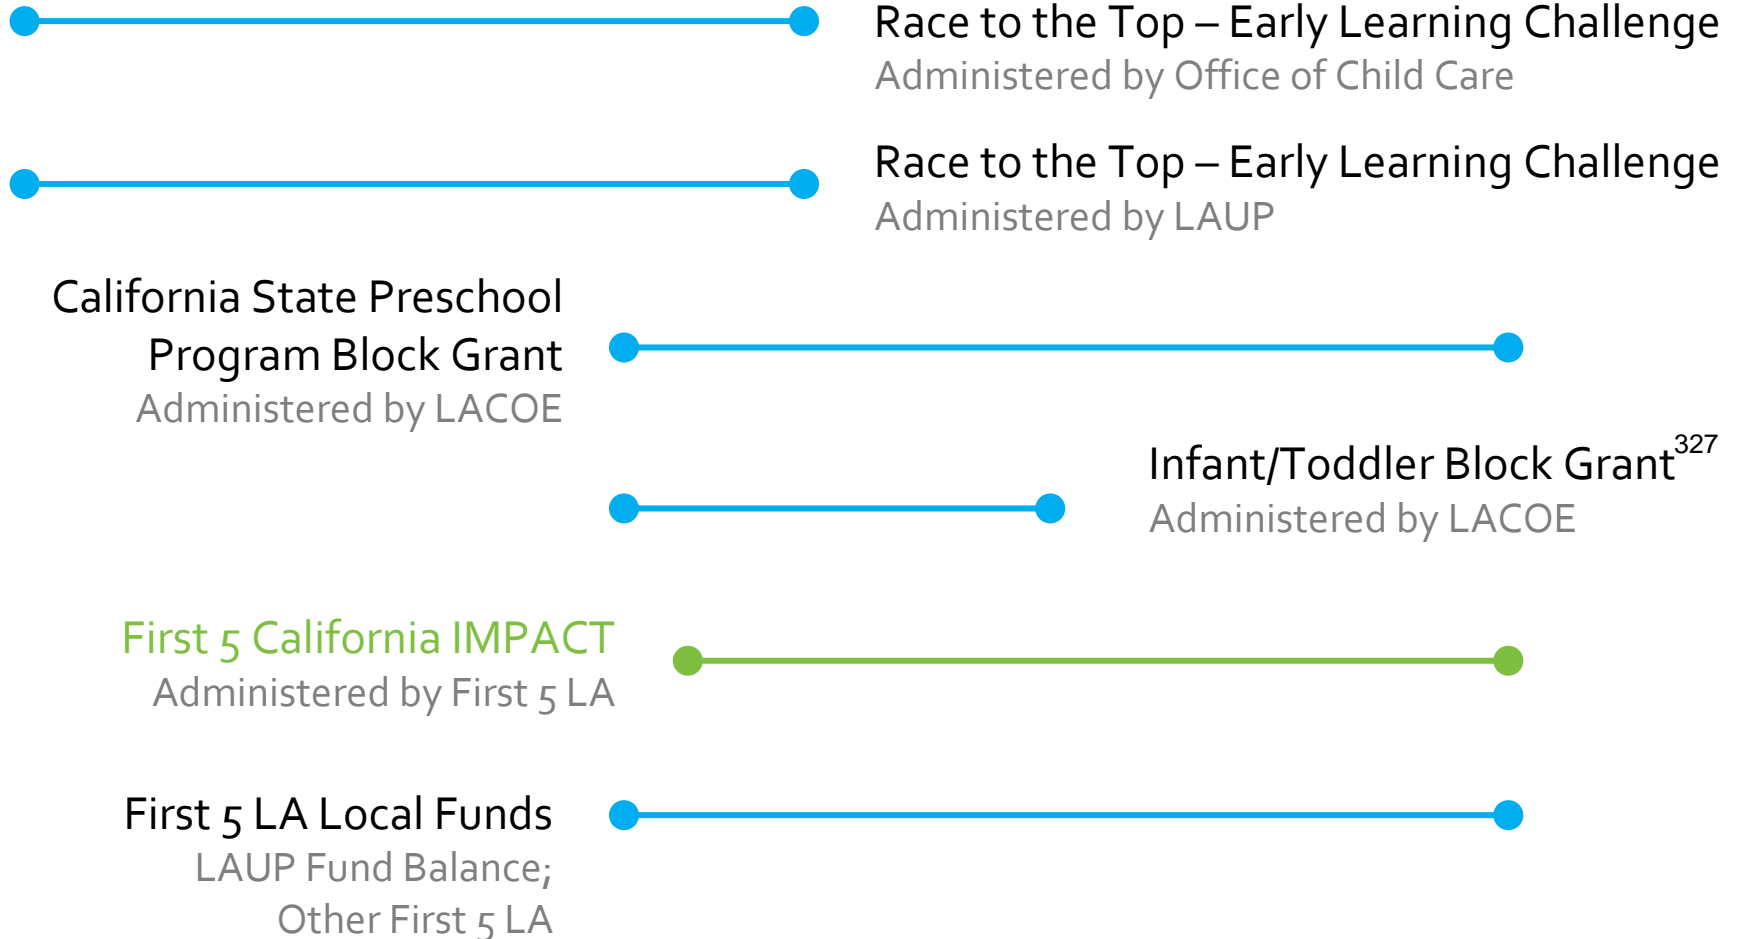 Race to the Top – Early Learning Challenge
Administered by Office of Child Care
Race to the Top – Early Learning Challenge
Administered by LAUP
California State Preschool
Program Block Grant
Administered by LACOE
Infant/Toddler Block Grant327
Administered by LACOE
First 5 California IMPACT
Administered by First 5 LA
First 5 LA Local Funds
LAUP Fund Balance;
Other First 5 LA